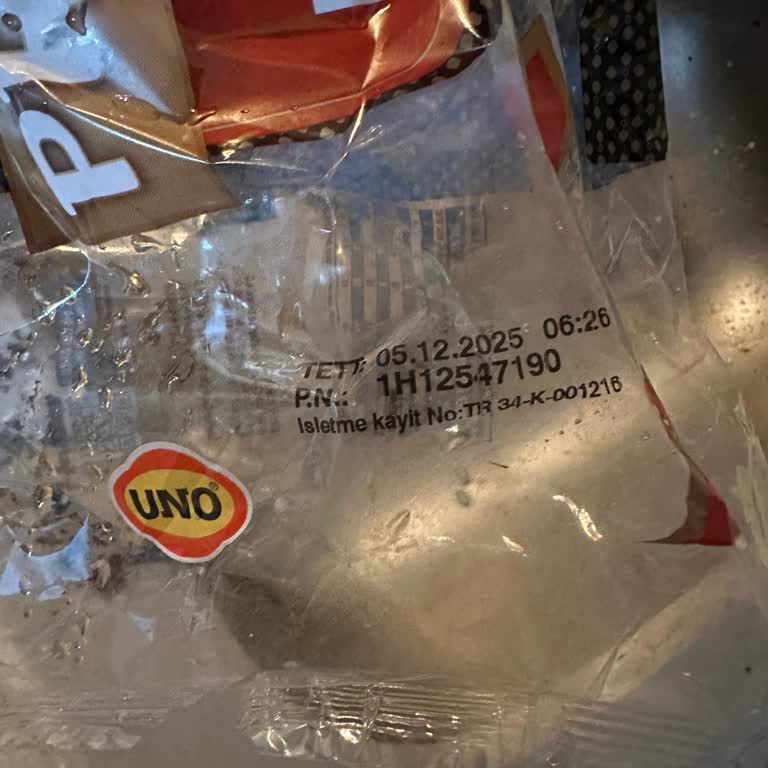 TETT: 05.12.2025 06:26
P.N.: 1H12547190
Isletme kayit No:TR 34-K-001216
UNO®